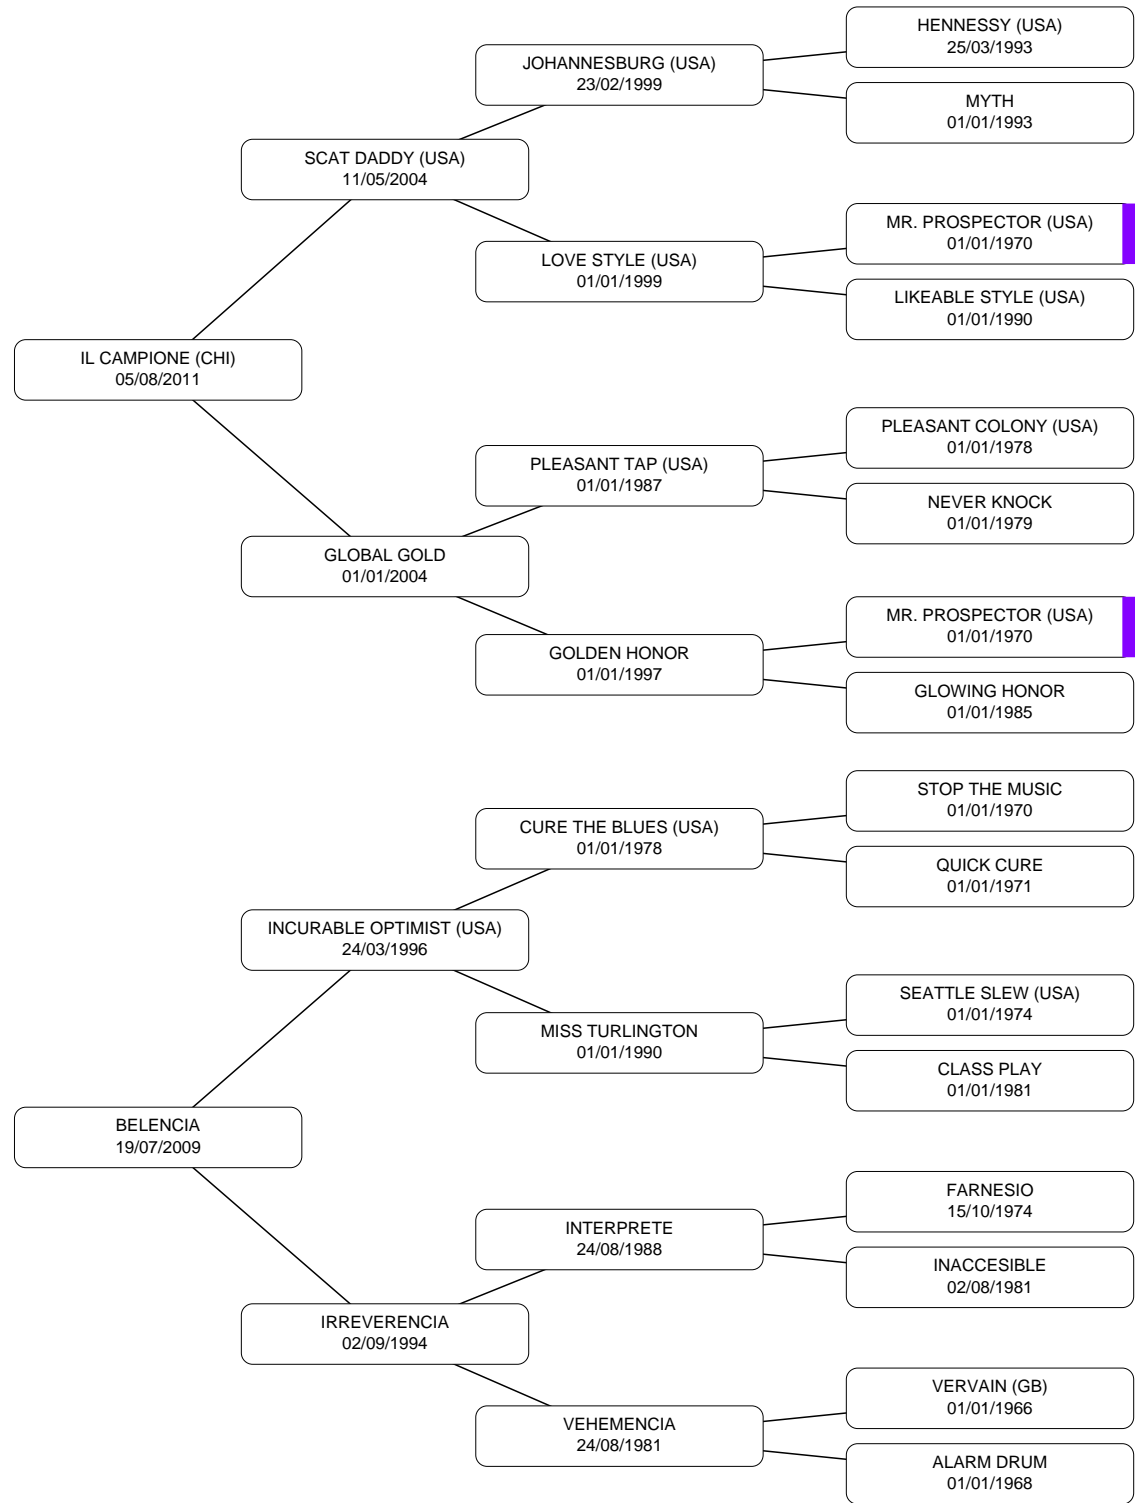 HENNESSY (USA)
25/03/1993
JOHANNESBURG (USA)
23/02/1999
MYTH
01/01/1993
SCAT DADDY (USA)
11/05/2004
MR. PROSPECTOR (USA)
01/01/1970
LOVE STYLE (USA)
01/01/1999
LIKEABLE STYLE (USA)
01/01/1990
IL CAMPIONE (CHI)
05/08/2011
PLEASANT COLONY (USA)
01/01/1978
PLEASANT TAP (USA)
01/01/1987
NEVER KNOCK
01/01/1979
GLOBAL GOLD
01/01/2004
MR. PROSPECTOR (USA)
01/01/1970
GOLDEN HONOR
01/01/1997
GLOWING HONOR
01/01/1985
STOP THE MUSIC
01/01/1970
CURE THE BLUES (USA)
01/01/1978
QUICK CURE
01/01/1971
INCURABLE OPTIMIST (USA)
24/03/1996
SEATTLE SLEW (USA)
01/01/1974
MISS TURLINGTON
01/01/1990
CLASS PLAY
01/01/1981
BELENCIA
19/07/2009
FARNESIO
15/10/1974
INTERPRETE
24/08/1988
INACCESIBLE
02/08/1981
IRREVERENCIA
02/09/1994
VERVAIN (GB)
01/01/1966
VEHEMENCIA
24/08/1981
ALARM DRUM
01/01/1968